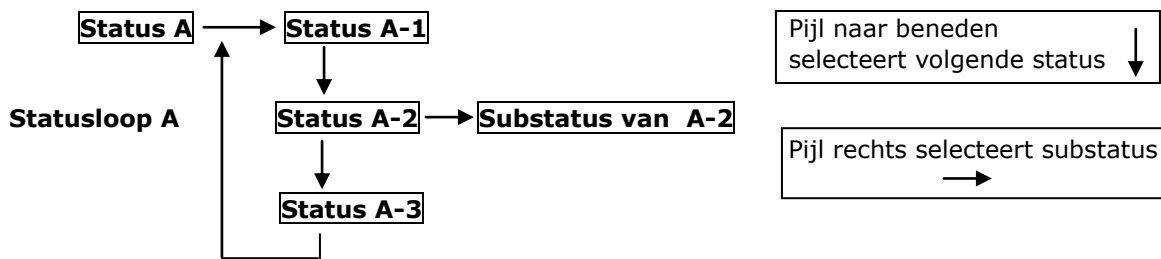 Status A
Status A-1
Pijl naar beneden
selecteert volgende status
Statusloop A
Status A-2
Substatus van A-2
Pijl rechts selecteert substatus
Status A-3